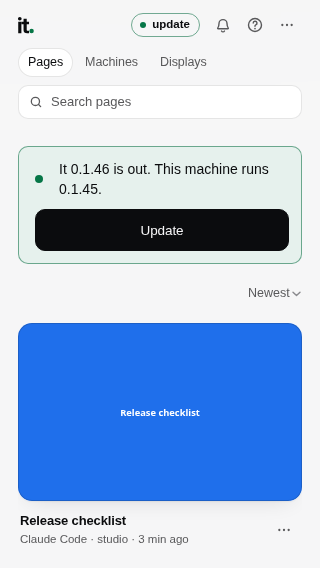 it.
update
Pages
Machines
Displays
Search pages
It 0.1.46 is out. This machine runs
0.1.45.
Update
Newest
Release checklist
Release checklist
Claude Code · studio · 3 min ago